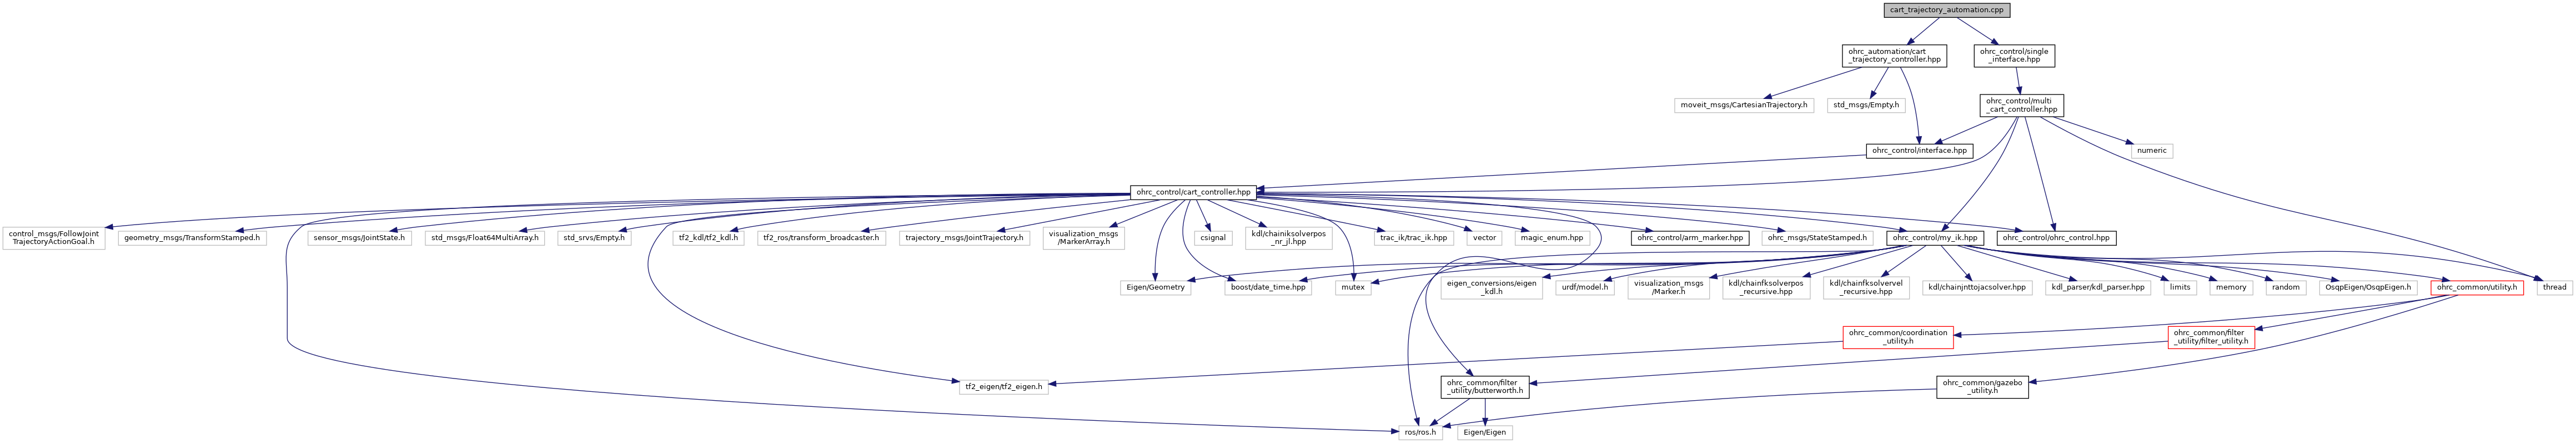 cart_trajectory_automation.cpp
ohrc_automation/cart
_trajectory_controller.hpp
ohrc_control/single
_interface.hpp
moveit_msgs/CartesianTrajectory.h
std_msgs/Empty.h
ohrc_control/multi
_cart_controller.hpp
ohrc_control/interface.hpp
numeric
ohrc_control/cart_controller.hpp
control_msgs/FollowJoint
TrajectoryActionGoal.h
geometry_msgs/TransformStamped.h
sensor_msgs/JointState.h
std_msgs/Float64MultiArray.h
std_srvs/Empty.h
tf2_kdl/tf2_kdl.h
tf2_ros/transform_broadcaster.h
trajectory_msgs/JointTrajectory.h
visualization_msgs
/MarkerArray.h
csignal
kdl/chainiksolverpos
_nr_jl.hpp
trac_ik/trac_ik.hpp
vector
magic_enum.hpp
ohrc_control/arm_marker.hpp
ohrc_msgs/StateStamped.h
ohrc_control/my_ik.hpp
ohrc_control/ohrc_control.hpp
Eigen/Geometry
boost/date_time.hpp
mutex
eigen_conversions/eigen
_kdl.h
urdf/model.h
visualization_msgs
/Marker.h
kdl/chainfksolverpos
_recursive.hpp
kdl/chainfksolvervel
_recursive.hpp
kdl/chainjnttojacsolver.hpp
kdl_parser/kdl_parser.hpp
limits
memory
random
OsqpEigen/OsqpEigen.h
ohrc_common/utility.h
thread
ohrc_common/coordination
_utility.h
ohrc_common/filter
_utility/filter_utility.h
tf2_eigen/tf2_eigen.h
ohrc_common/filter
_utility/butterworth.h
ohrc_common/gazebo
_utility.h
ros/ros.h
Eigen/Eigen